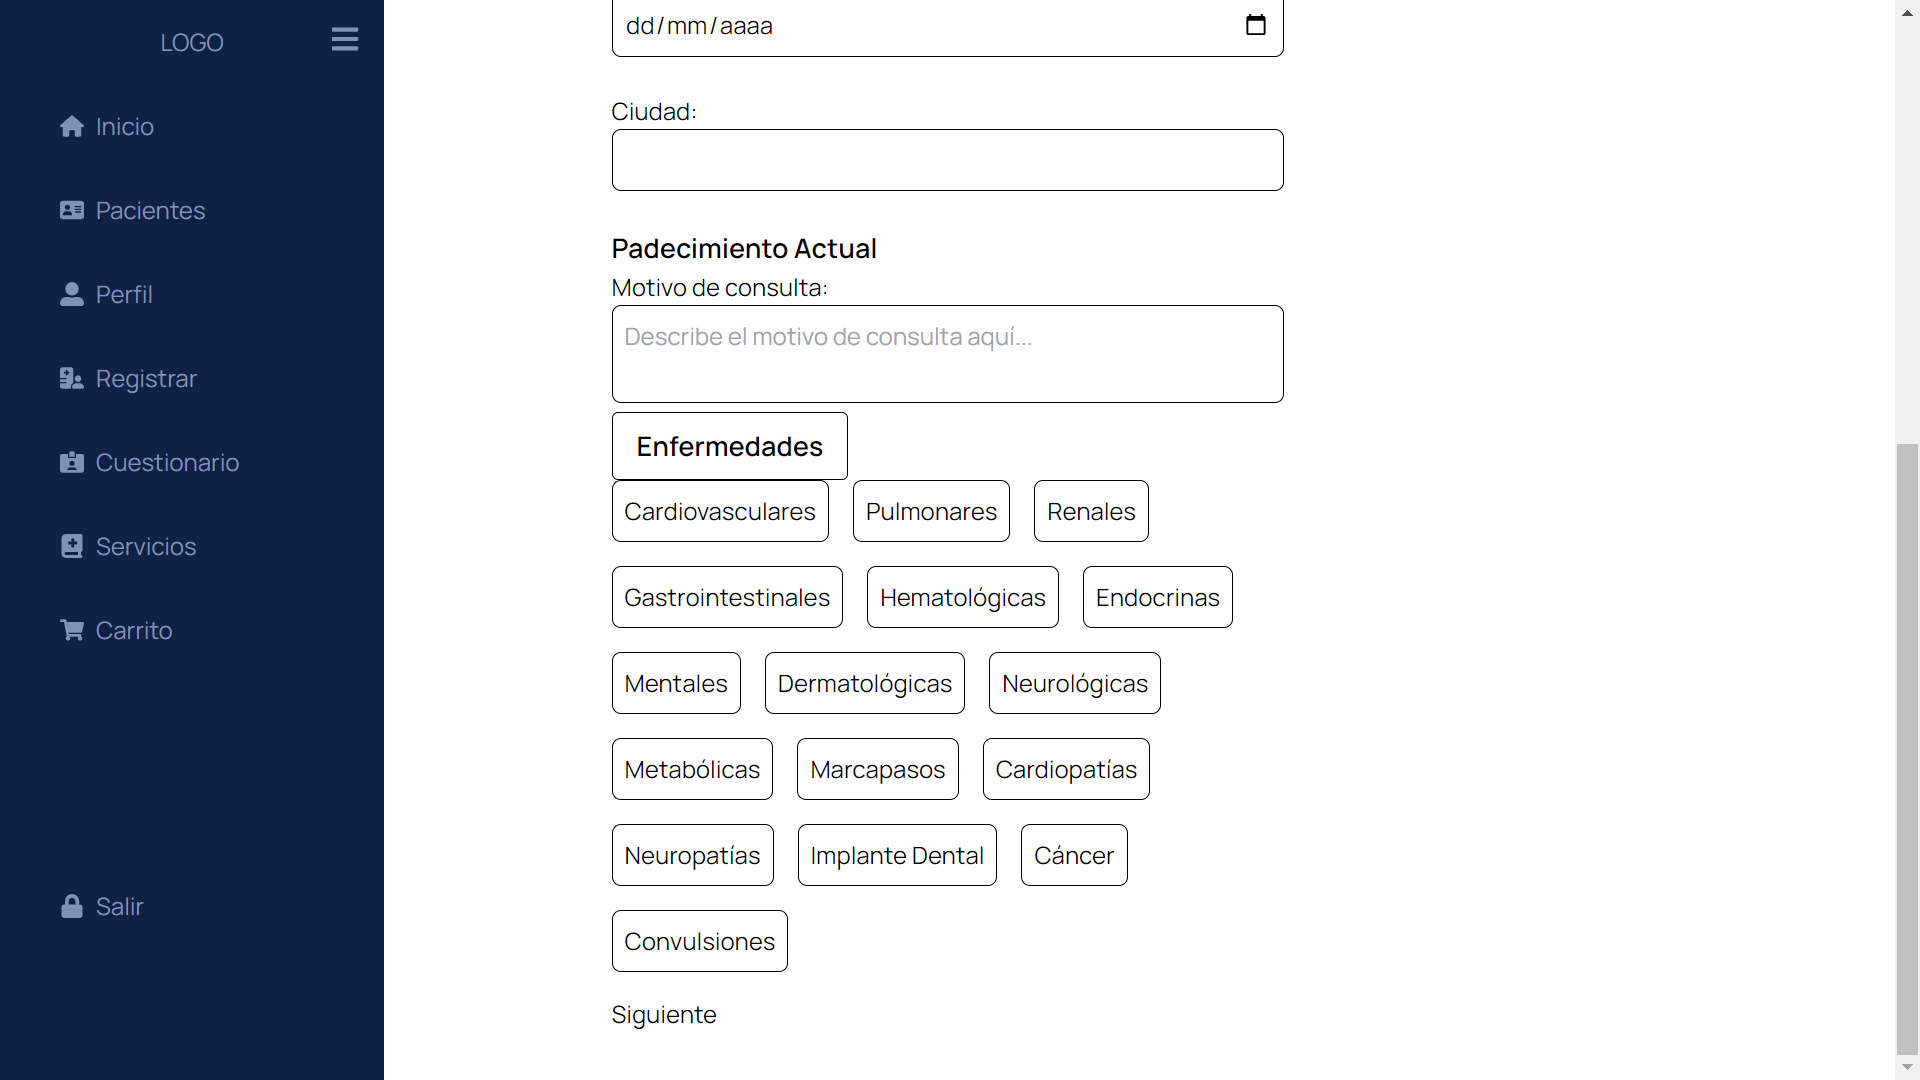 LOGO
Inicio
Pacientes
Perfil
Registrar
Cuestionario
Servicios
Carrito
Salir
dd/mm/aaaa
Ciudad:
Padecimiento Actual
Motivo de consulta:
Describe el motivo de consulta aquí...
Enfermedades
Cardiovasculares Pulmonares Renales
Gastrointestinales Hematológicas Endocrinas
Mentales Dermatológicas Neurológicas
Metabólicas Marcapasos Cardiopatías
Neuropatías Implante Dental Cáncer
Convulsiones
Siguiente